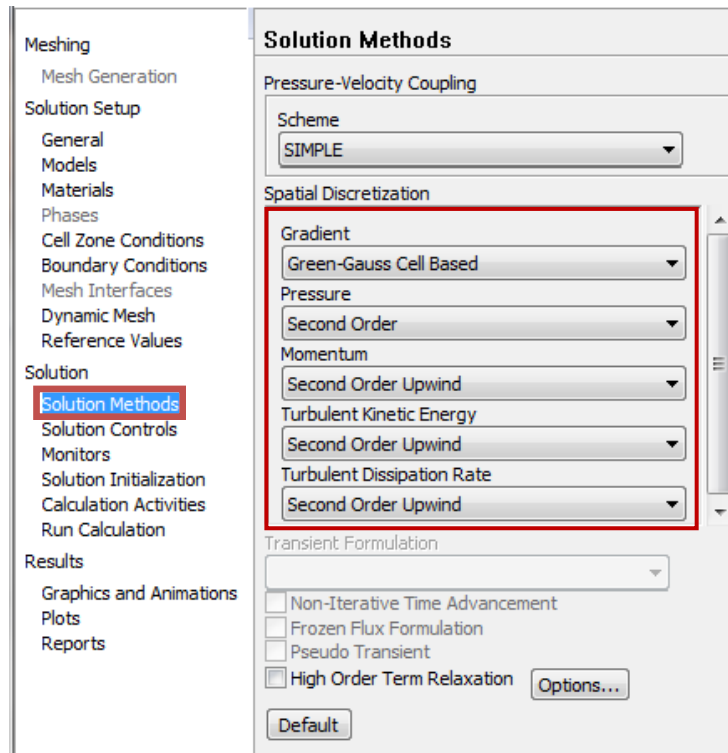 Meshing
Mesh Generation
Solution Setup
General
Models
Materials
Phases
Cell Zone Conditions
Boundary Conditions
Mesh Interfaces
Dynamic Mesh
Reference Values
Solution
Solution Methods
Solution Controls
Monitors
Solution Initialization
Calculation Activities
Run Calculation
Results
Graphics and Animations
Plots
Reports
Solution Methods
Pressure-Velocity Coupling
Scheme
SIMPLE
Spatial Discretization
Gradient
Green-Gauss Cell Based
Pressure
Second Order
Momentum
Second Order Upwind
Turbulent Kinetic Energy
Second Order Upwind
Turbulent Dissipation Rate
Second Order Upwind
Transient Formulation
Non-Iterative Time Advancement
Frozen Flux Formulation
Pseudo Transient
High Order Term Relaxation
Options...
Default